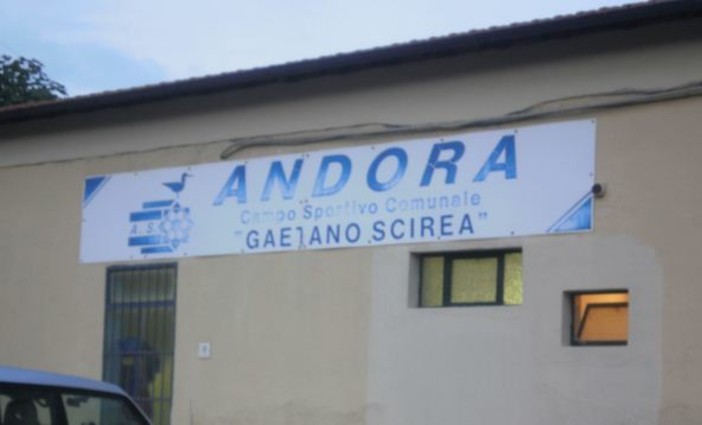 ANDORA
Campo Sportivo Comunale
"GAETANO SCIREA"
A.S.